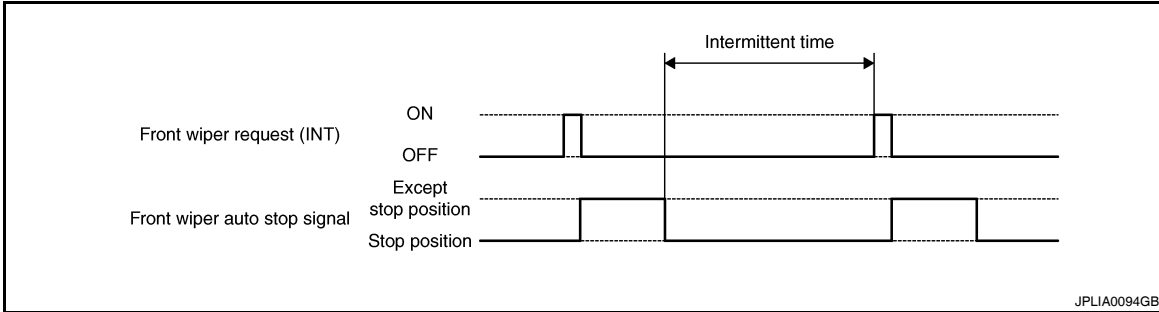 Intermittent time
Front wiper request (INT)
ON
OFF
Front wiper auto stop signal
Except
stop position
Stop position
JPLIA0094GB